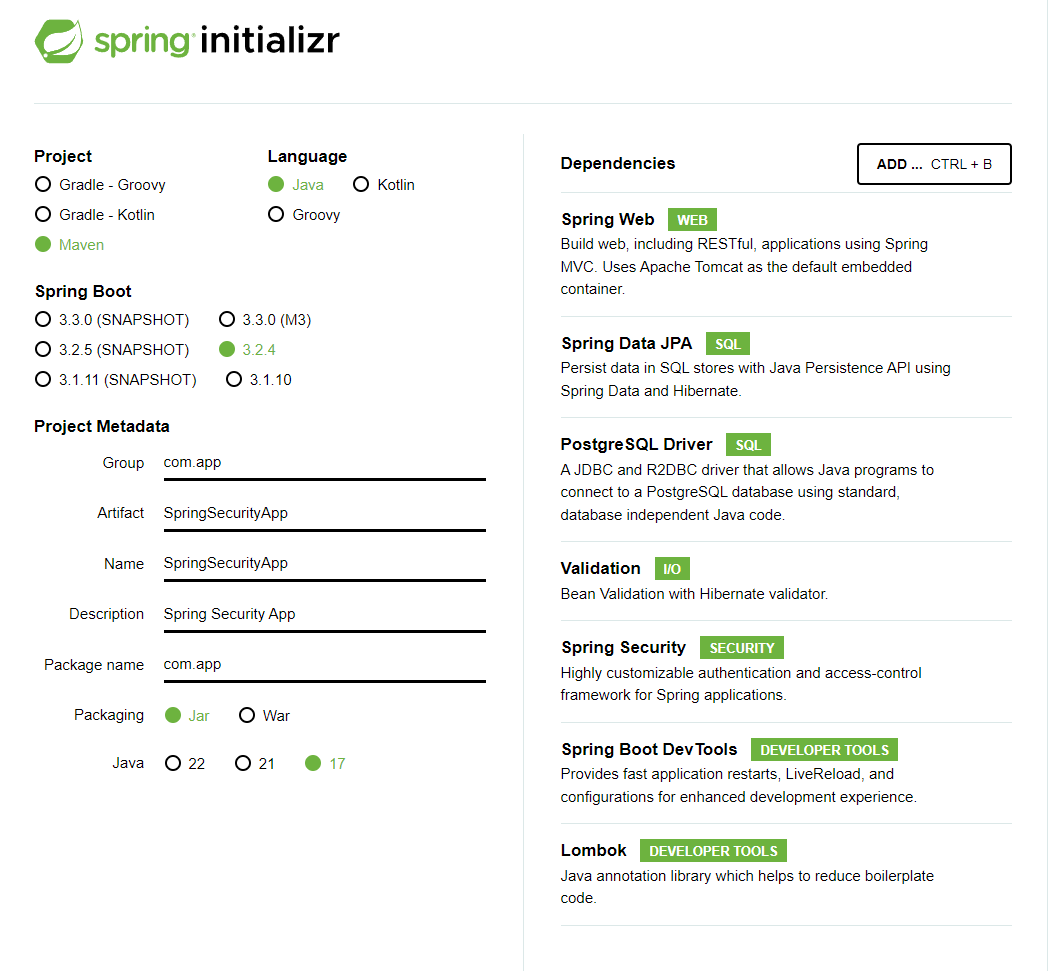 spring initializr
Project
Gradle - Groovy
Gradle - Kotlin
Maven
Language
Java Kotlin
Groovy
Spring Boot
3.3.0 (SNAPSHOT) 3.3.0 (M3)
3.2.5 (SNAPSHOT) 3.2.4
3.1.11 (SNAPSHOT) 3.1.10
Project Metadata
Group com.app
Artifact SpringSecurityApp
Name SpringSecurityApp
Description Spring Security App
Package name com.app
Packaging Jar War
Java 22 21 17
Dependencies ADD ... CTRL + B
Spring Web WEB
Build web, including RESTful, applications using Spring
MVC. Uses Apache Tomcat as the default embedded
container.
Spring Data JPA SQL
Persist data in SQL stores with Java Persistence API using
Spring Data and Hibernate.
PostgreSQL Driver SQL
A JDBC and R2DBC driver that allows Java programs to
connect to a PostgreSQL database using standard,
database independent Java code.
Validation I/O
Bean Validation with Hibernate validator.
Spring Security SECURITY
Highly customizable authentication and access-control
framework for Spring applications.
Spring Boot DevTools DEVELOPER TOOLS
Provides fast application restarts, LiveReload, and
configurations for enhanced development experience.
Lombok DEVELOPER TOOLS
Java annotation library which helps to reduce boilerplate
code.